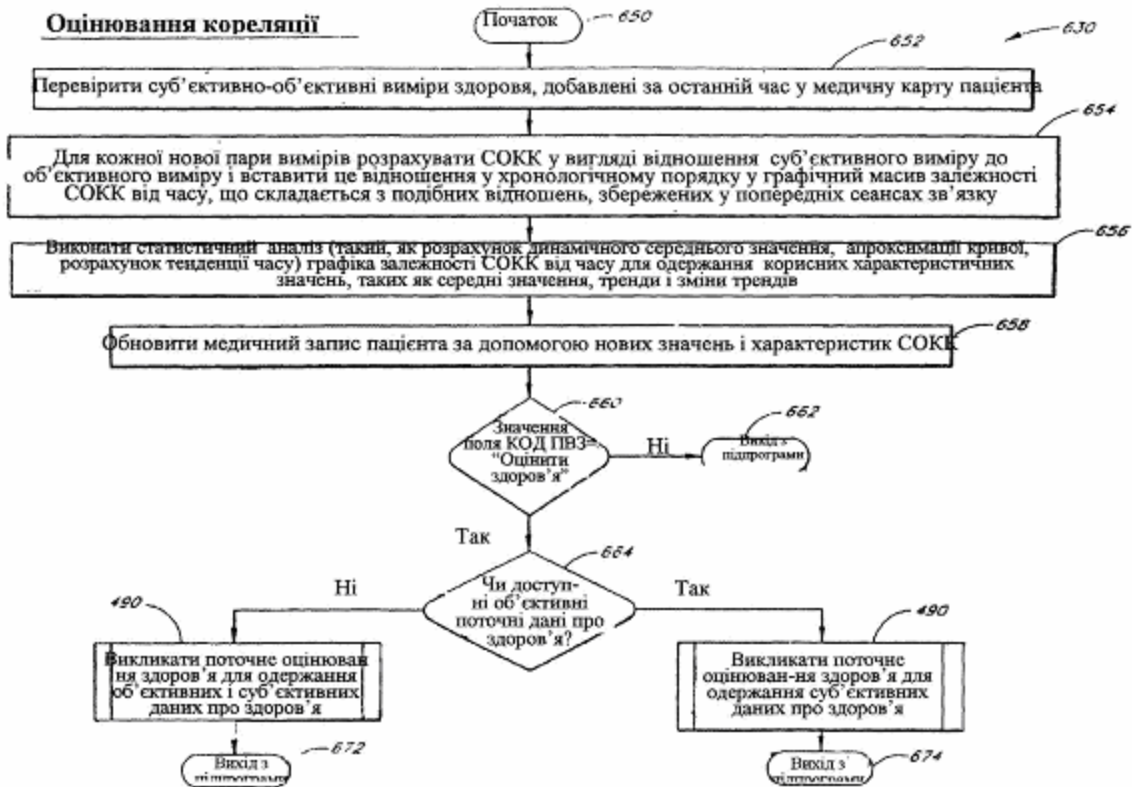 Оцінювання кореляції
Початок
650
630
652
Перевірити суб'єктивно-об'єктивні виміри здоровя, добавлені за останній час у медичну карту пацієнта
654
Для кожної нової пари вимірів розрахувати СОКК у вигляді відношення суб'єктивного виміру до
об'єктивного виміру і вставити це відношення у хронологічному порядку у графічний масив залежності
СОКК від часу, що складається з подібних відношень, збережених у попередніх сеансах зв'язку
656
Виконати статистичний аналіз (такий, як розрахунок динамічного середнього значення, апроксимації кривої,
розрахунок тенденції часу) графіка залежності СОКК від часу для одержання корисних характеристичних
значень, таких як середні значення, тренди і зміни трендів
658
Обновити медичний запис пацієнта за допомогою нових значень і характеристик СОКК
660
Значення
поля КОД ПВЗ=
"Оцінити
здоров'я"
Ні
662
Вихід з
підпрограми
Так
664
Чи доступ-
ні об'єктивні
поточні дані про
здоров'я?
Ні
Так
490
Викликати поточне оцінюван
ня здоров'я для одержання
об'єктивних і суб'єктивних
даних про здоров'я
490
Викликати поточне
оцінюван-ня здоров'я для
одержання суб'єктивних
даних про здоров'я
672
Вихід з
підпрограми
674
Вихід з
підпрограми